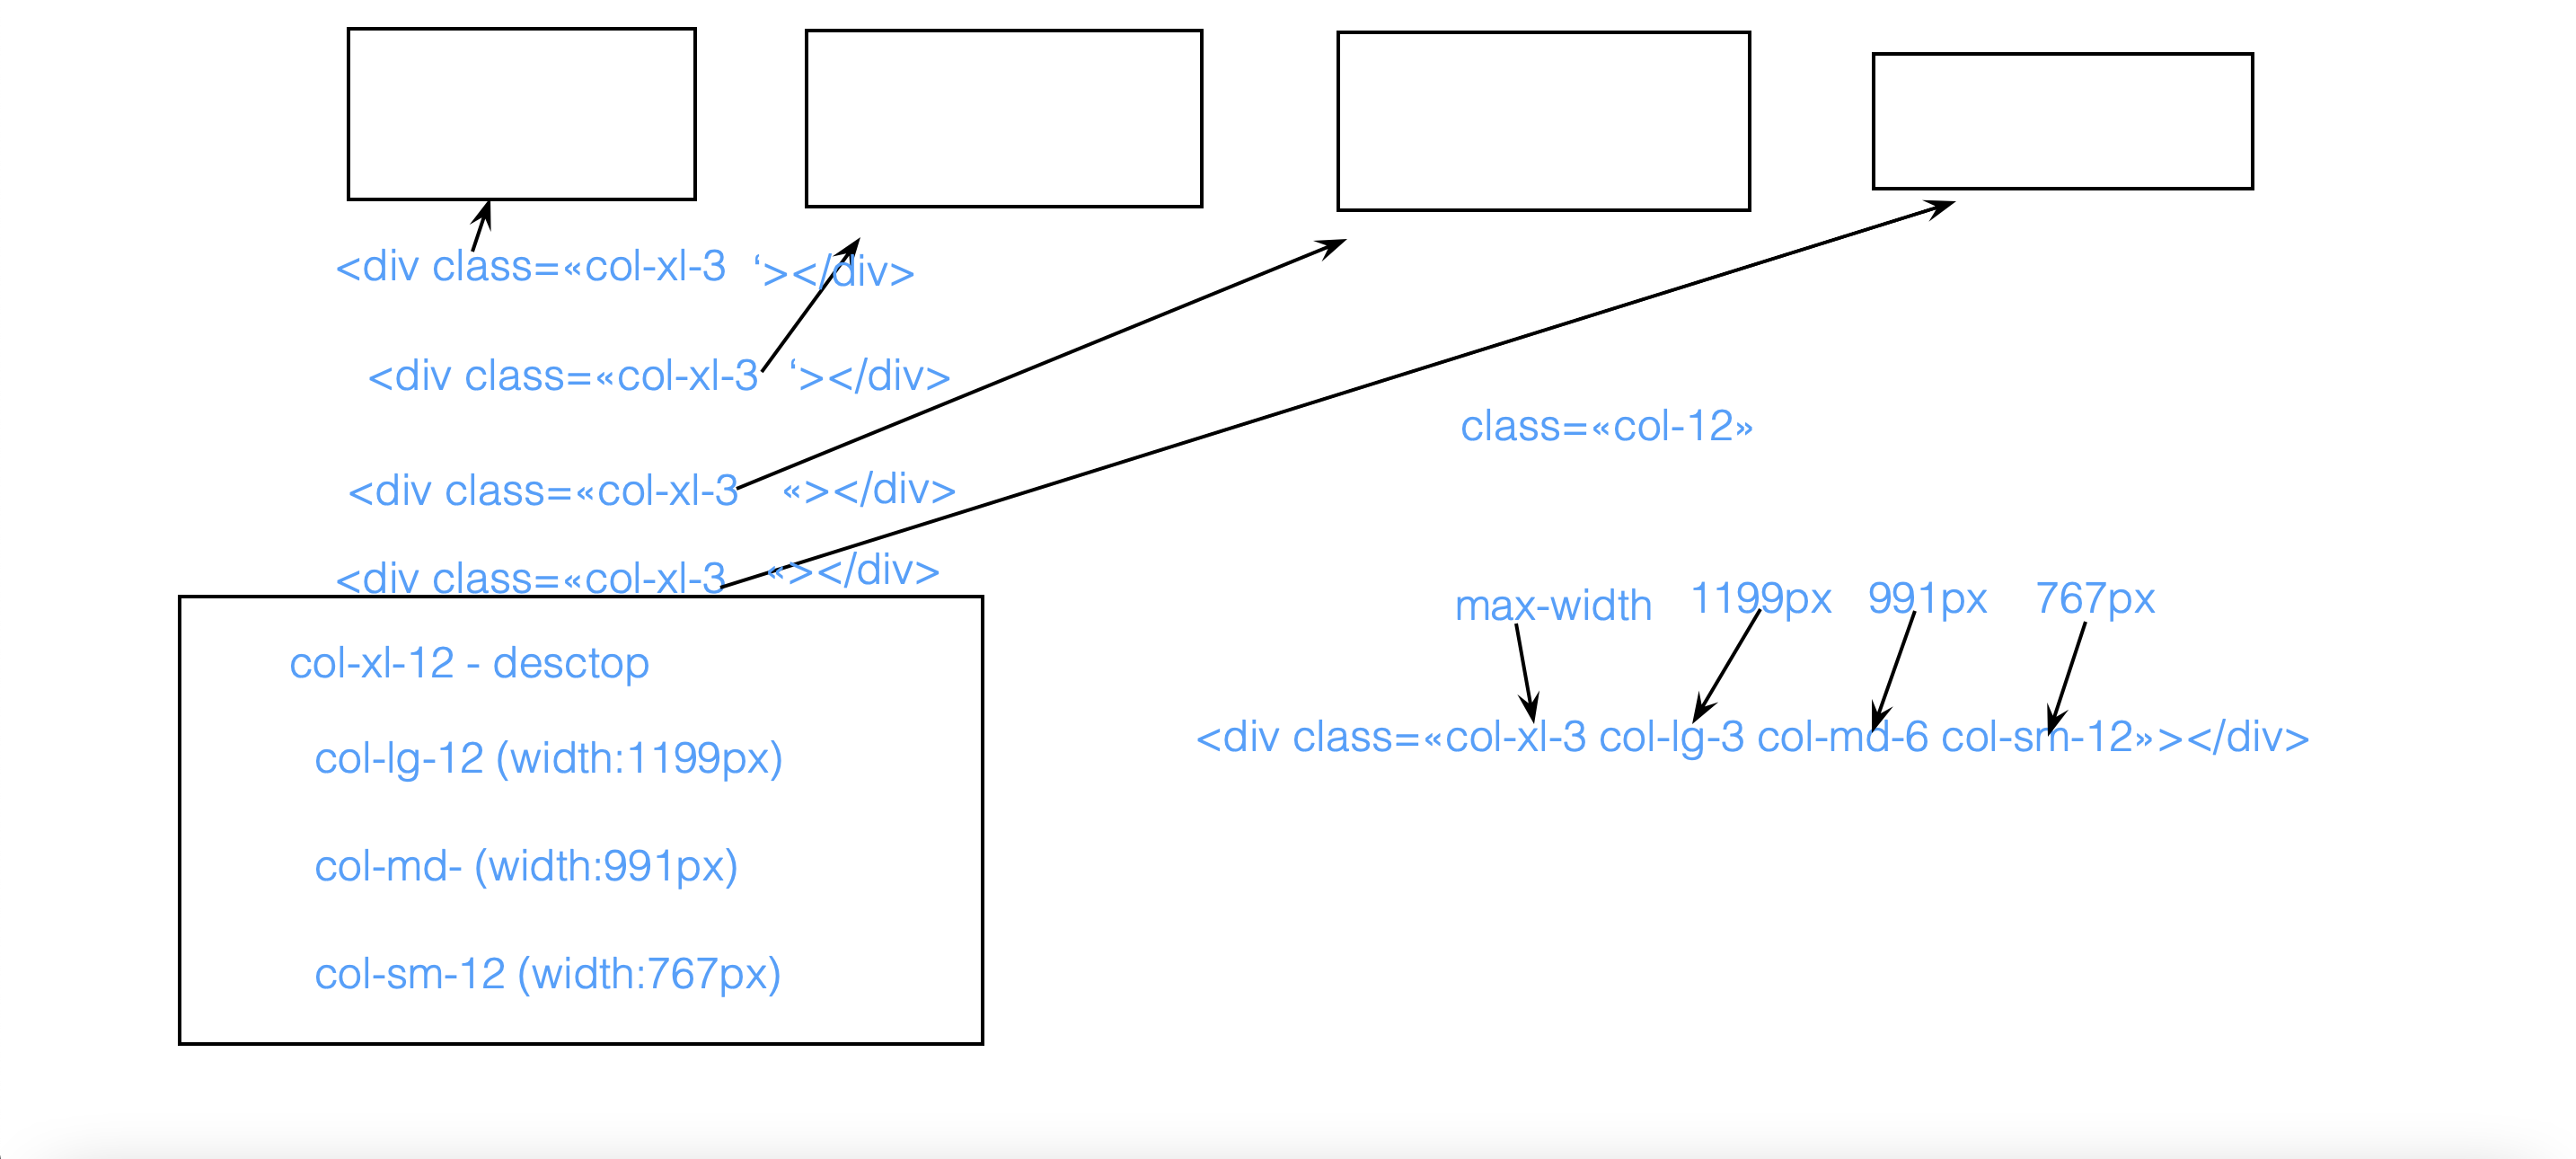 <div class=«col-xl-3 ‘></div>
<div class=«col-xl-3 ‘></div>
class=«col-12»
<div class=«col-xl-3 «></div>
<div class=«col-xl-3 «></div>
max-width 1199px 991px 767px
col-xl-12 - desctop
<div class=«col-xl-3 col-lg-3 col-md-6 col-sm-12»></div>
col-lg-12 (width:1199px)
col-md- (width:991px)
col-sm-12 (width:767px)